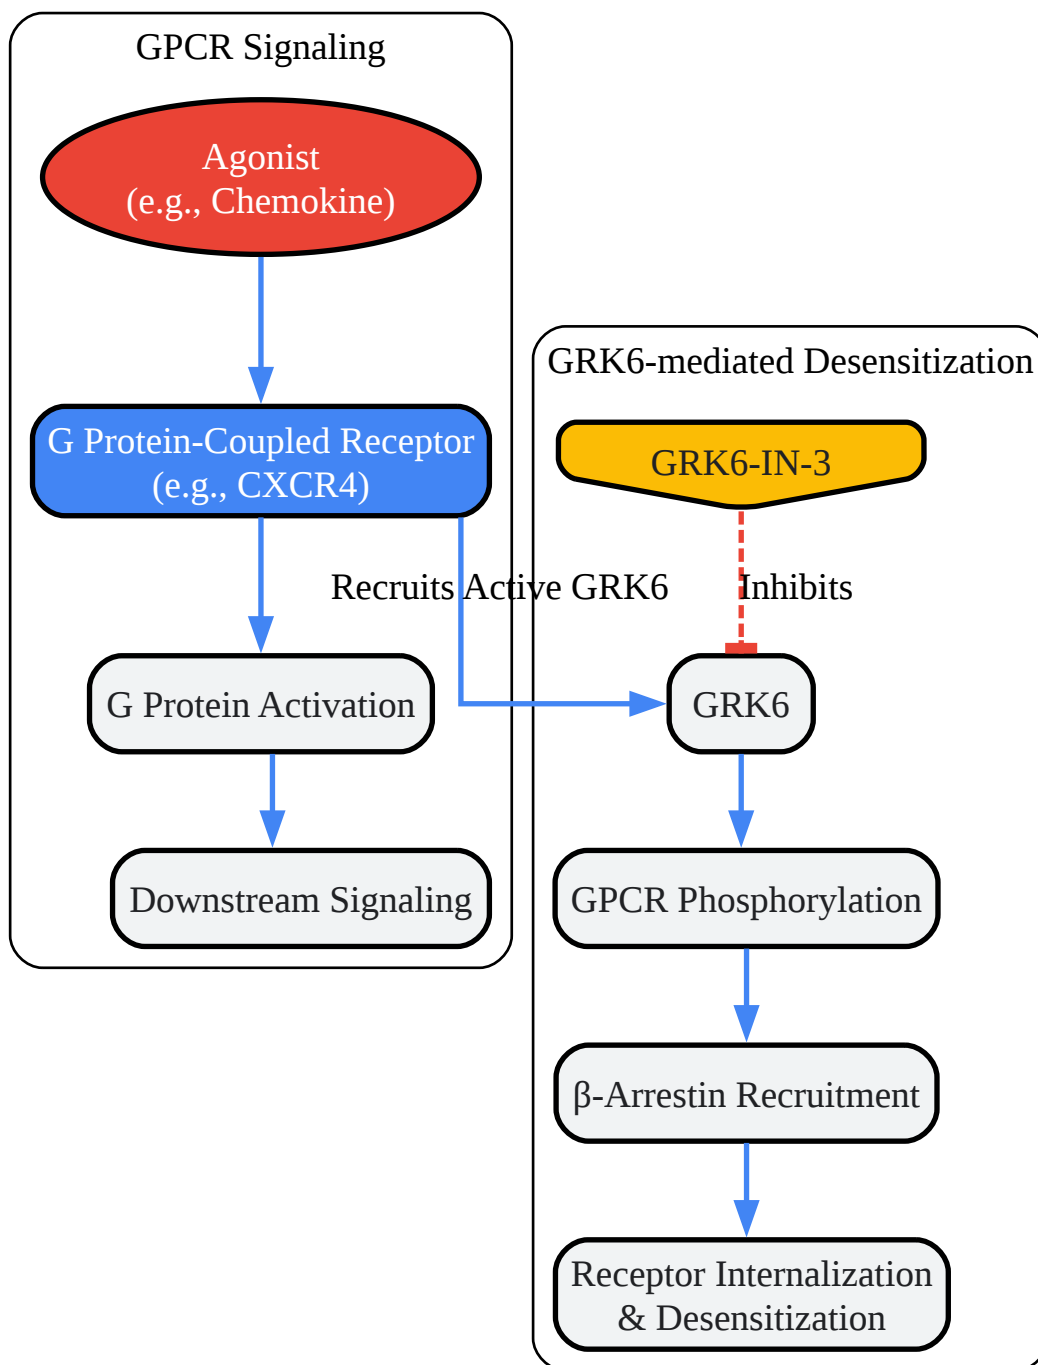 GPCR Signaling
Agonist
(e.g., Chemokine)
G Protein-Coupled Receptor
(e.g., CXCR4)
Recruits Active GRK6
G Protein Activation
Downstream Signaling
GRK6-mediated Desensitization
GRK6-IN-3
Inhibits
GRK6
GPCR Phosphorylation
β-Arrestin Recruitment
Receptor Internalization
& Desensitization